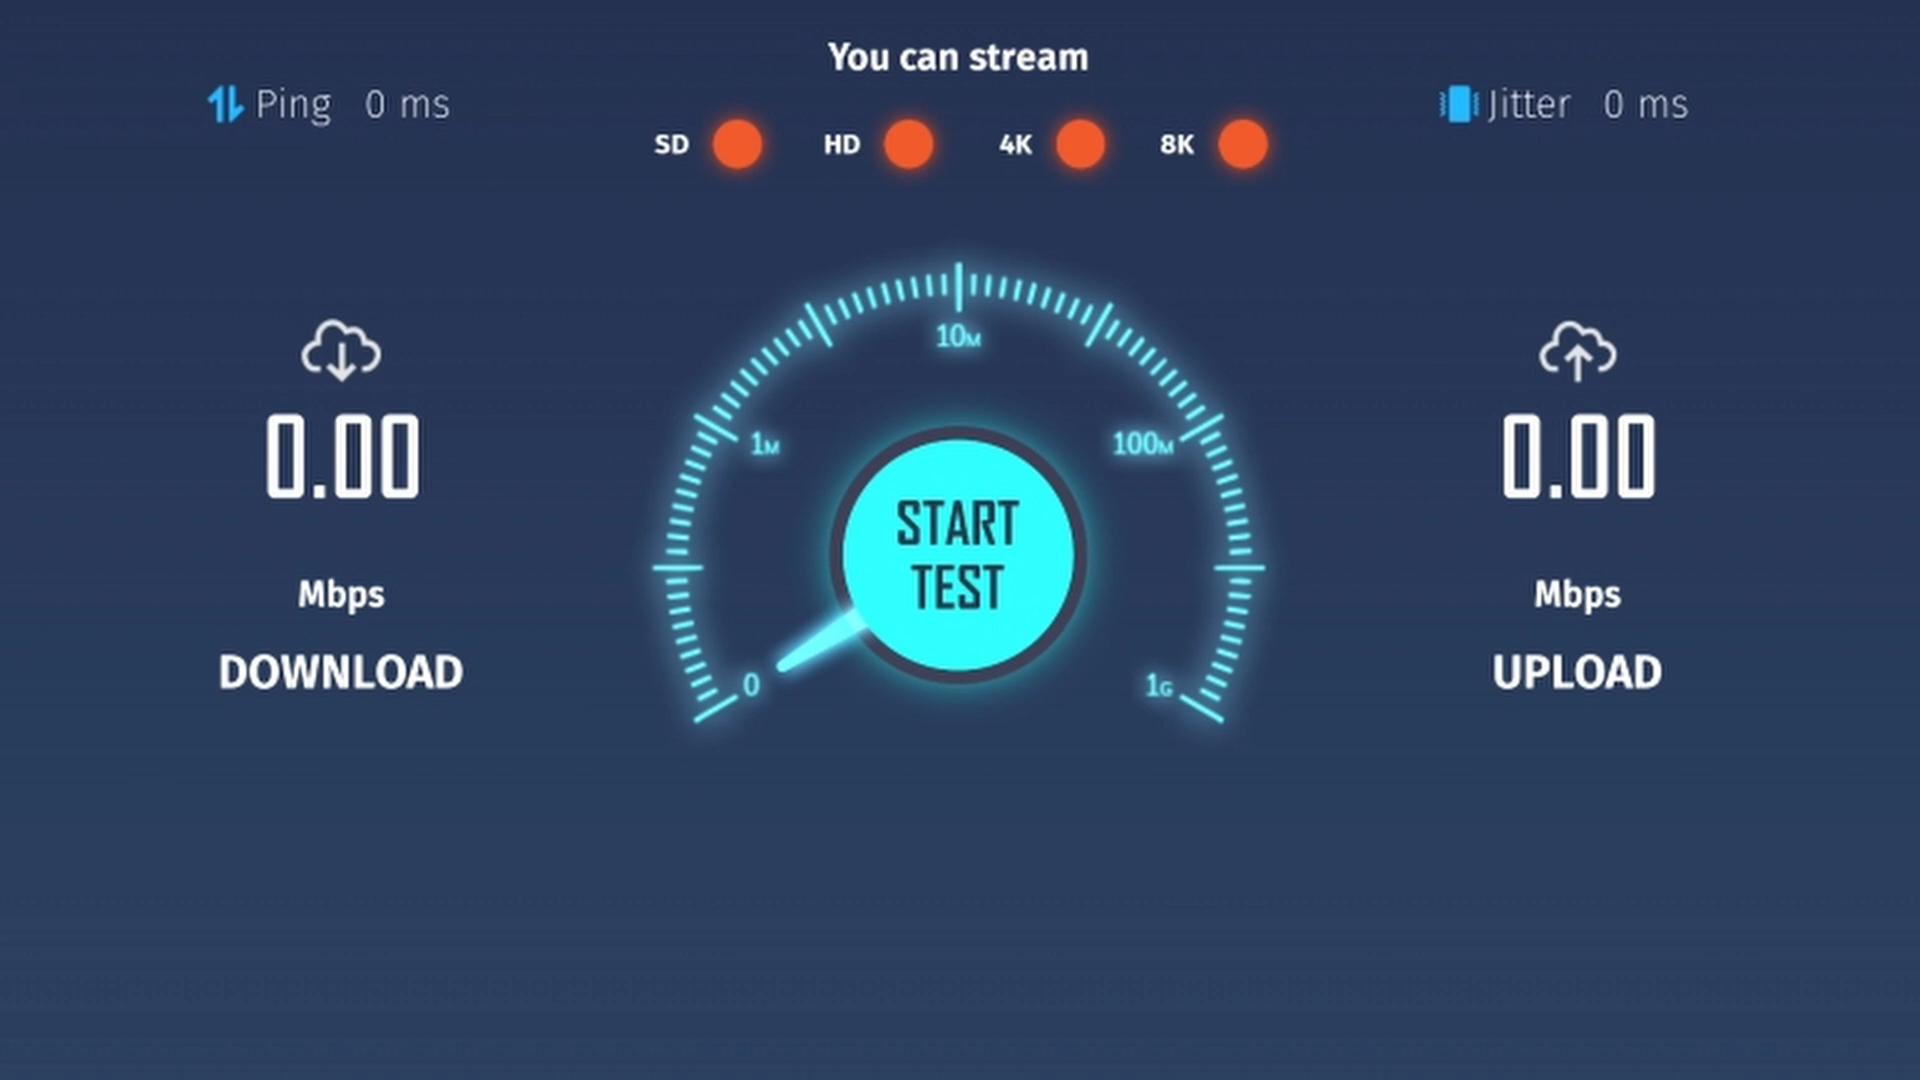 You can stream
Ping 0 ms
Jitter 0 ms
SD HD 4K 8K
10M
1M
100M
0.00
START
TEST
0.00
Mbps
Mbps
DOWNLOAD
0
1G
UPLOAD